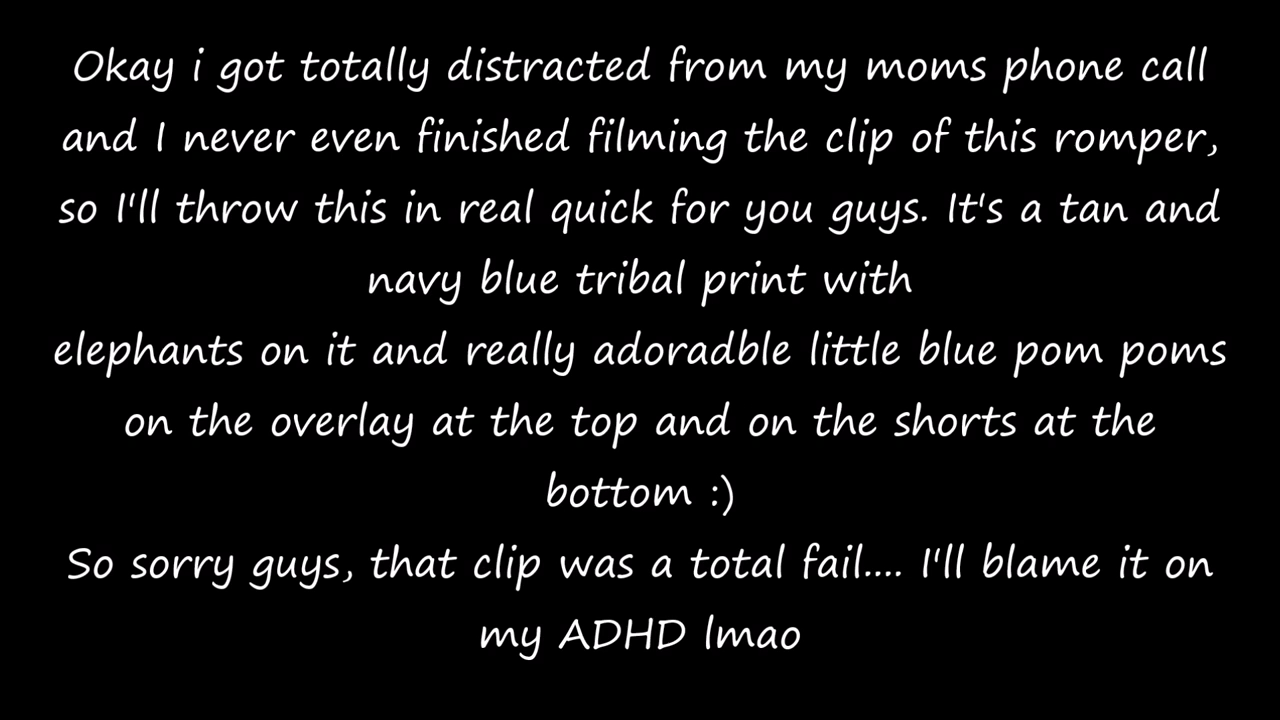 Okay i got totally distracted from my moms phone call
and I never even finished filming the clip of this romper,
so I'll throw this in real quick for you guys. It's a tan and
navy blue tribal print with
elephants on it and really adoradble little blue pom poms
on the overlay at the top and on the shorts at the
bottom :)
So sorry guys, that clip was a total fail.... I'll blame it on
my ADHD lmao